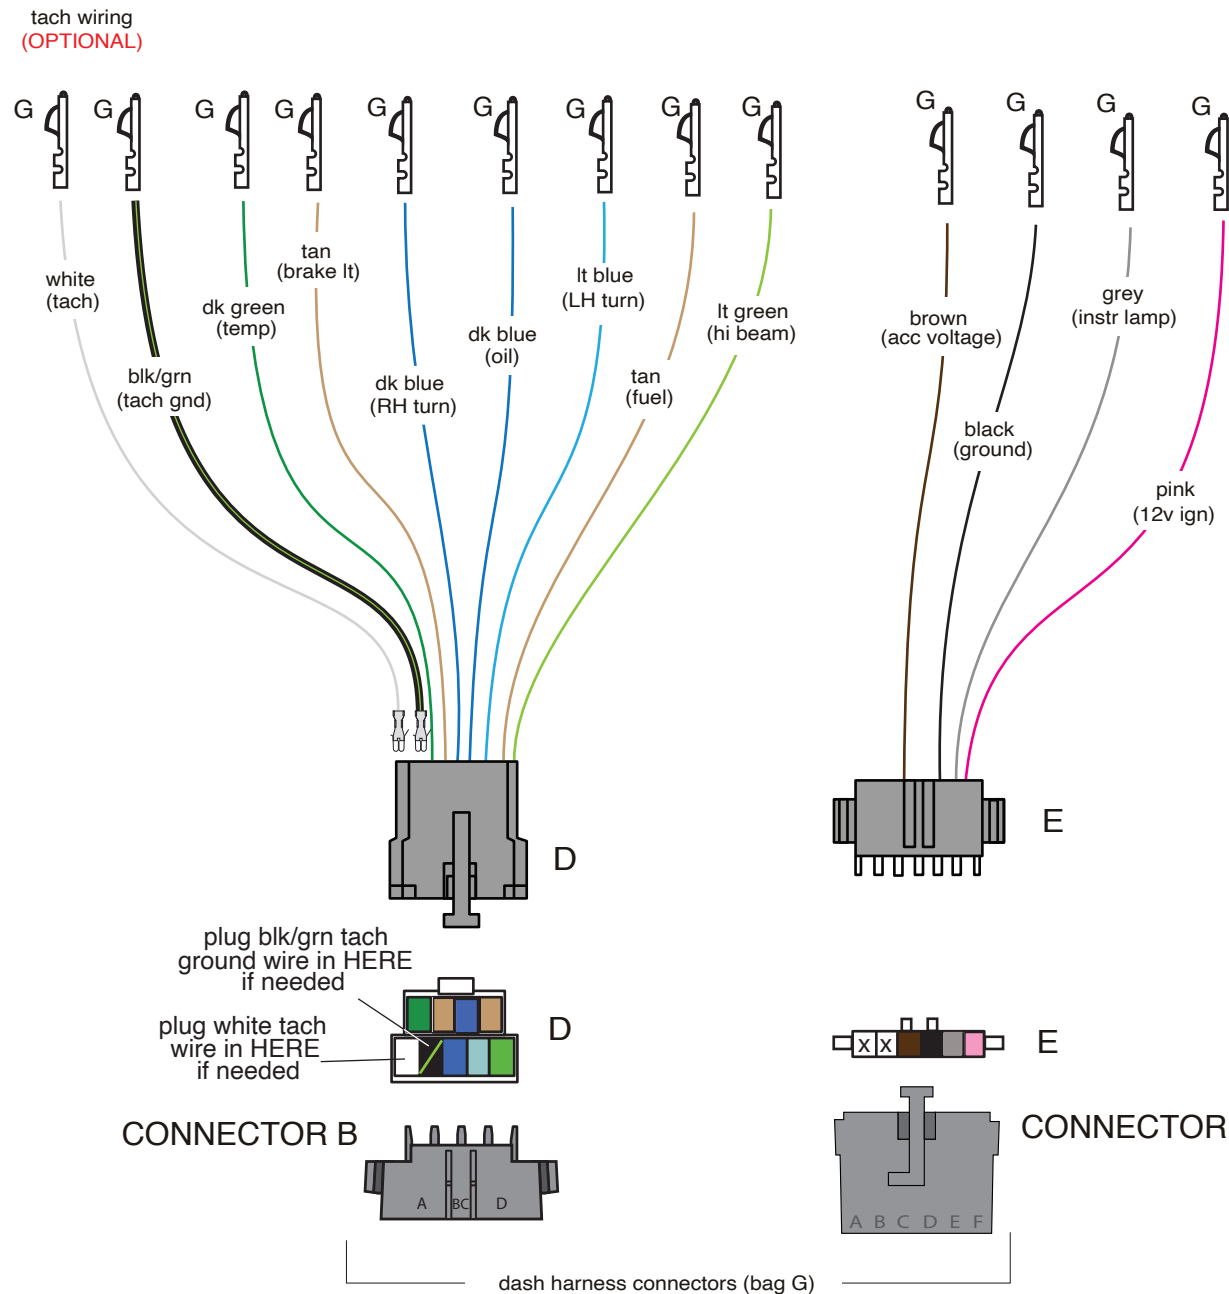 tach wiring
(OPTIONAL)
G G G G G G G G G G G G G
white
(tach)
blk/grn
(tach gnd)
dk green
(temp)
tan
(brake lt)
dk blue
(RH turn)
dk blue
(oil)
lt blue
(LH turn)
tan
(fuel)
lt green
(hi beam)
brown
(acc voltage)
black
(ground)
grey
(instr lamp)
pink
(12v ign)
D
E
plug blk/grn tach
ground wire in HERE
if needed
plug white tach
wire in HERE
if needed
D
x x
E
CONNECTOR B
A BC D
CONNECTOR
A B C D E F
dash harness connectors (bag G)